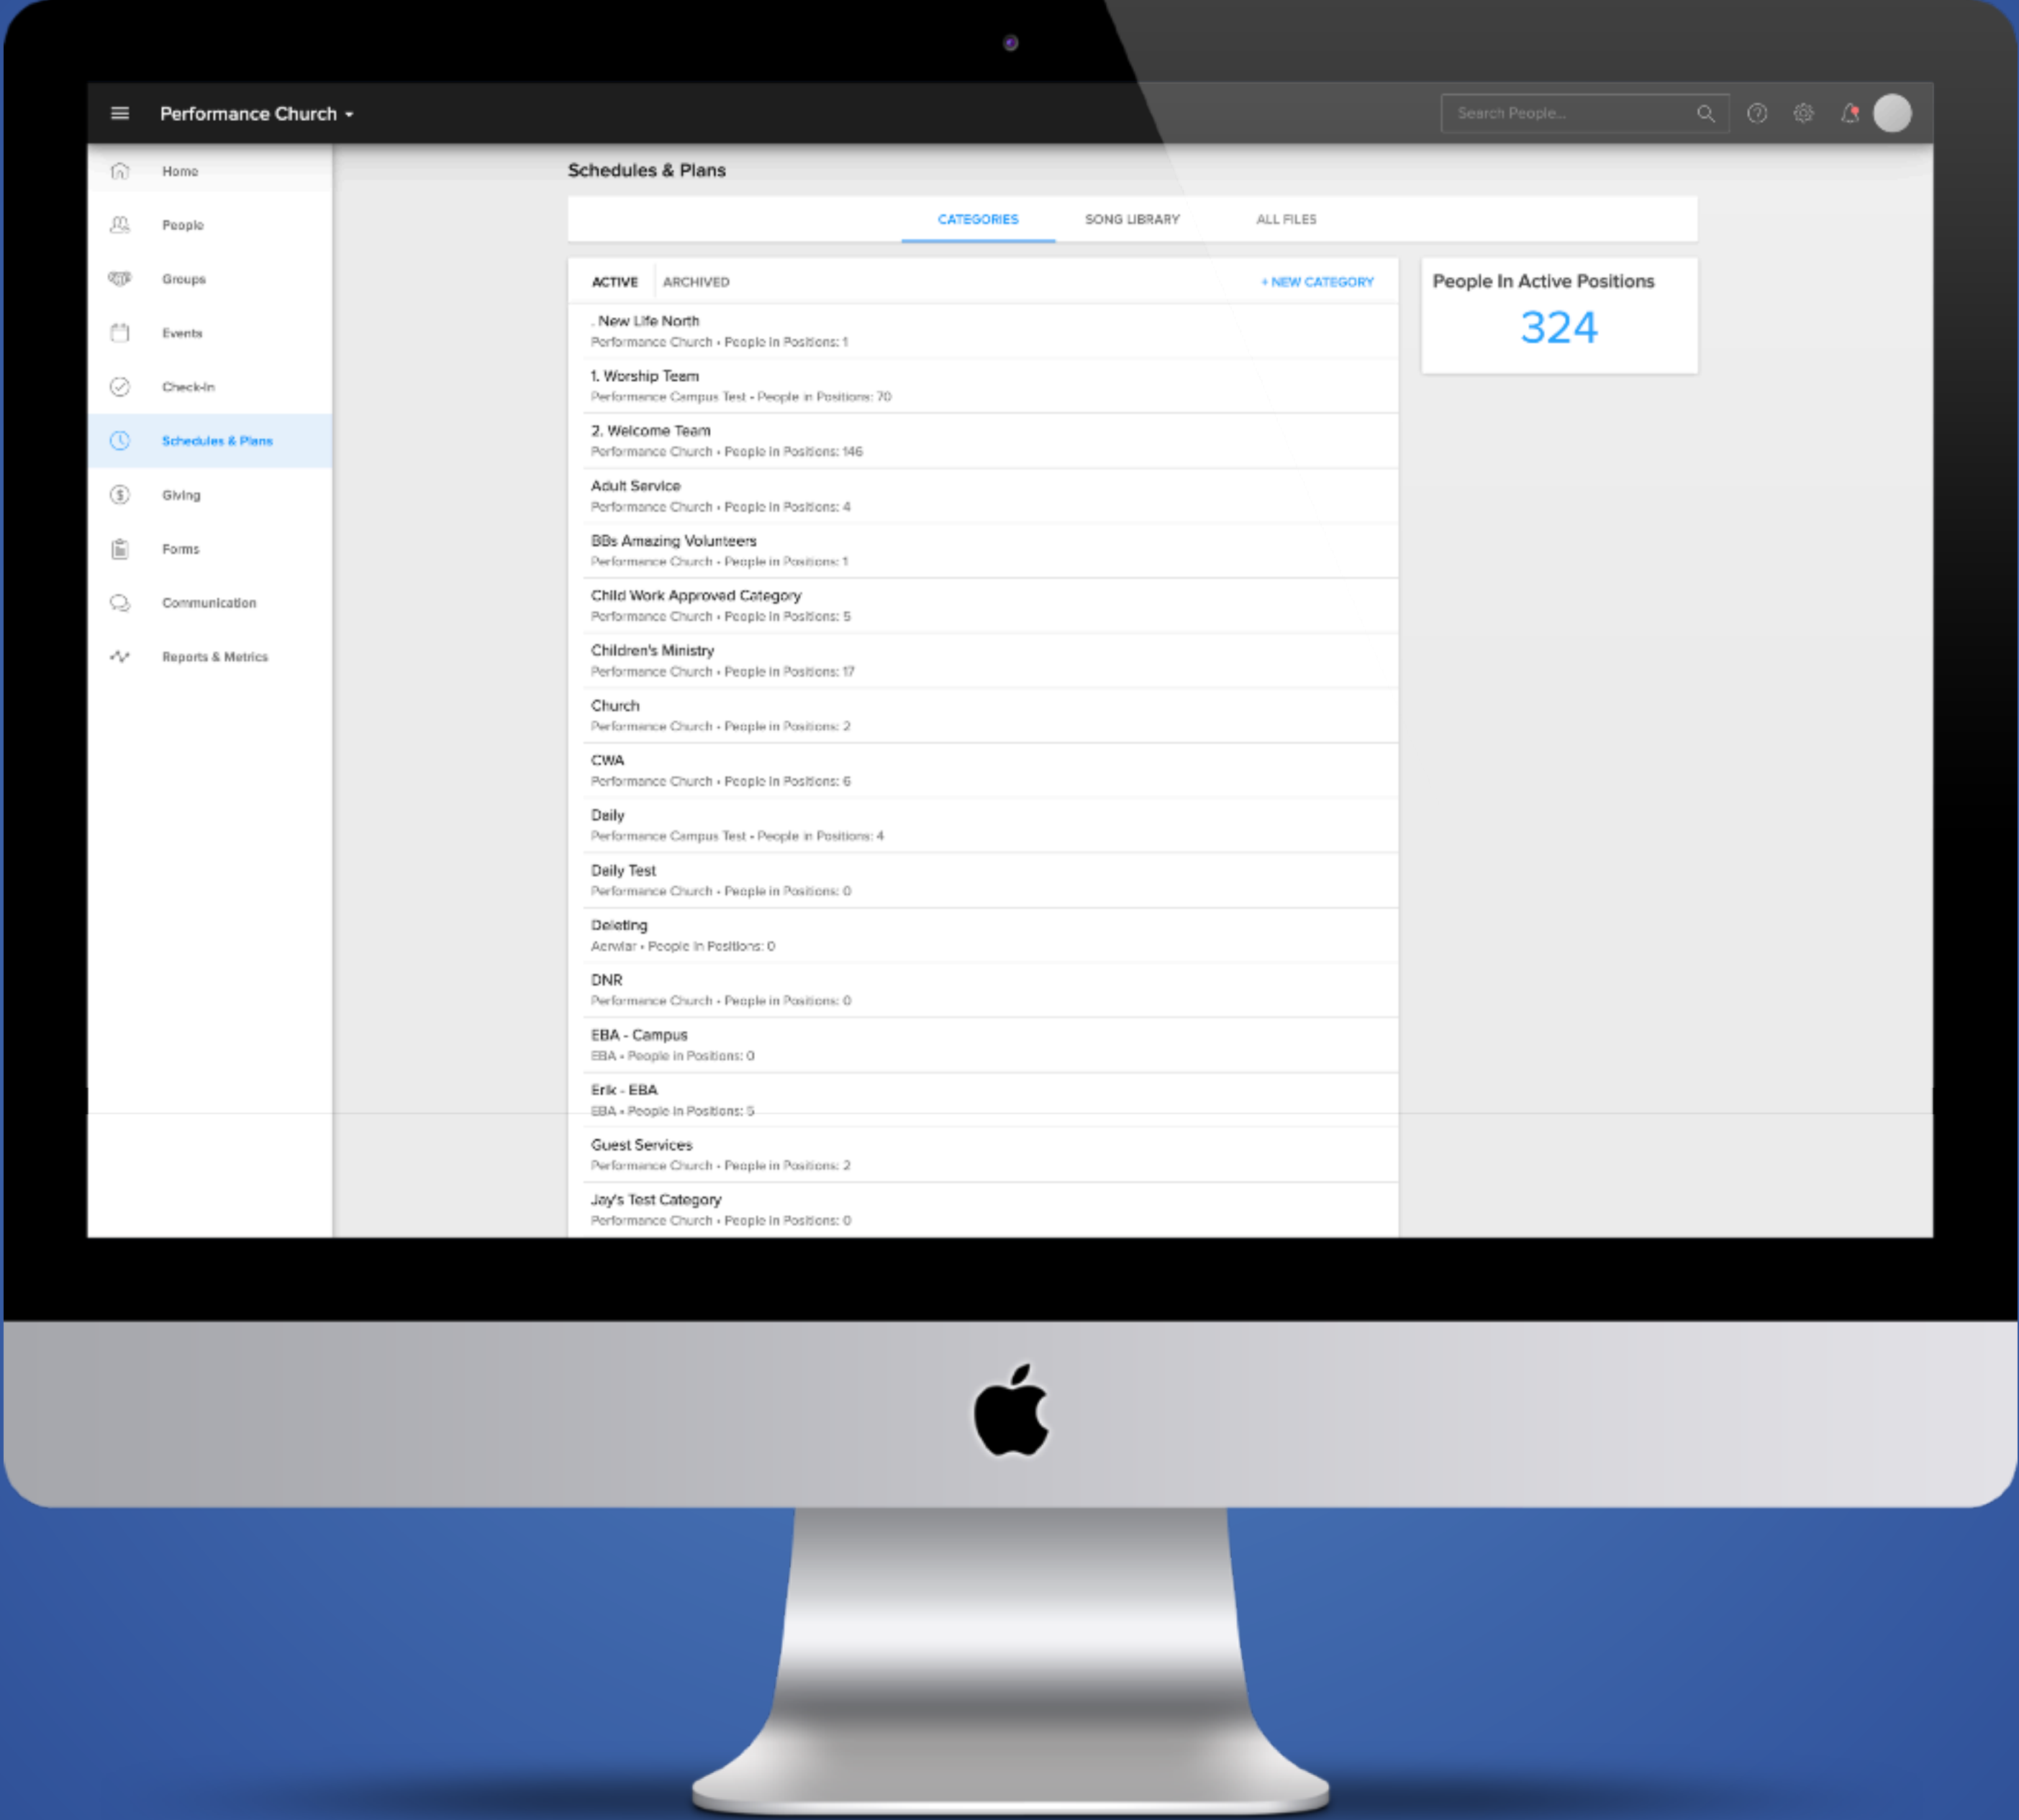 Performance Church
Search People...
Home
People
Groups
Events
Check-In
Schedules & Plans
Giving
Forms
Communication
Reports & Metrics
Schedules & Plans
CATEGORIES SONG LIBRARY ALL FILES
ACTIVE ARCHIVED + NEW CATEGORY
. New Life North
Performance Church • People in Positions: 1
1. Worship Team
Performance Campus Test • People in Positions: 70
2. Welcome Team
Performance Church • People in Positions: 146
Adult Service
Performance Church • People in Positions: 4
BBs Amazing Volunteers
Performance Church • People in Positions: 1
Child Work Approved Category
Performance Church • People in Positions: 5
Children's Ministry
Performance Church • People in Positions: 17
Church
Performance Church • People in Positions: 2
CWA
Performance Church • People in Positions: 6
Daily
Performance Campus Test • People in Positions: 4
Daily Test
Performance Church • People in Positions: 0
Deleting
Aerwiar • People in Positions: 0
DNR
Performance Church • People in Positions: 0
EBA - Campus
EBA • People in Positions: 0
Erik - EBA
EBA • People in Positions: 5
Guest Services
Performance Church • People in Positions: 2
Jay's Test Category
Performance Church • People in Positions: 0
People In Active Positions
324